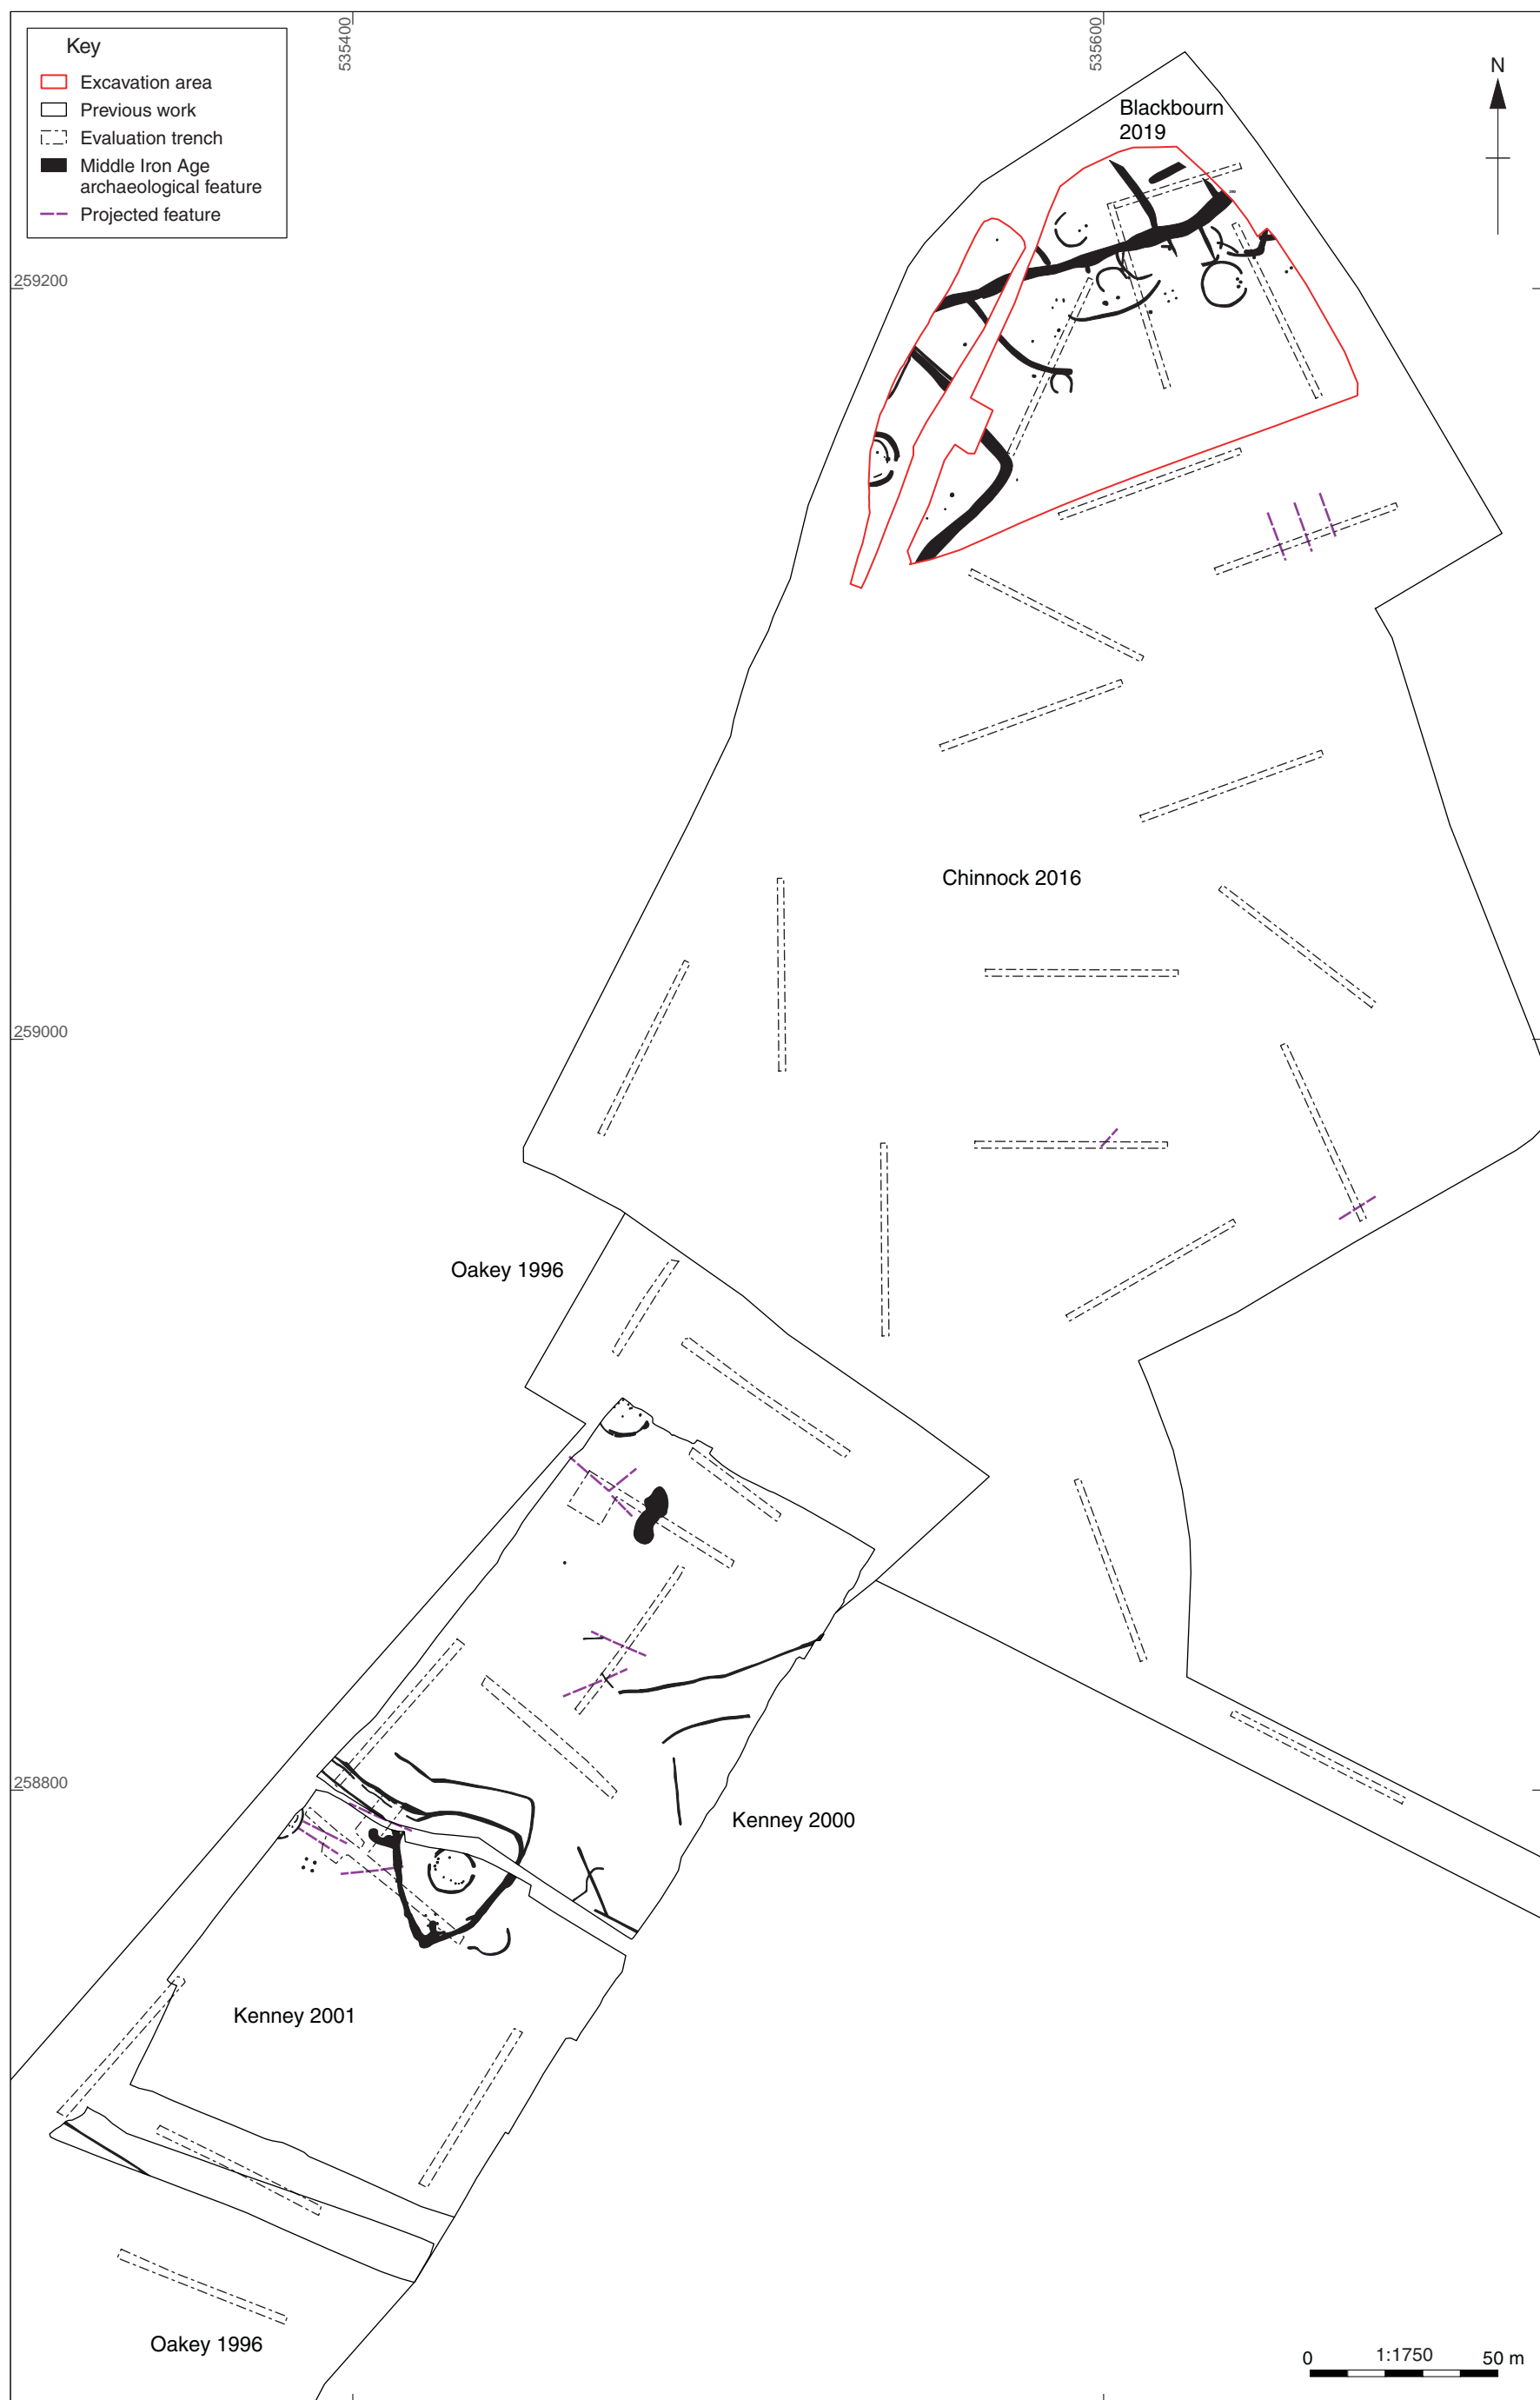 535400
535600
Key
Excavation area
Previous work
Evaluation trench
Middle Iron Age
archaeological feature
Projected feature
N
Blackbourn
2019
259200
Chinnock 2016
259000
Oakey 1996
258800
Kenney 2000
Kenney 2001
Oakey 1996
0 1:1750 50 m